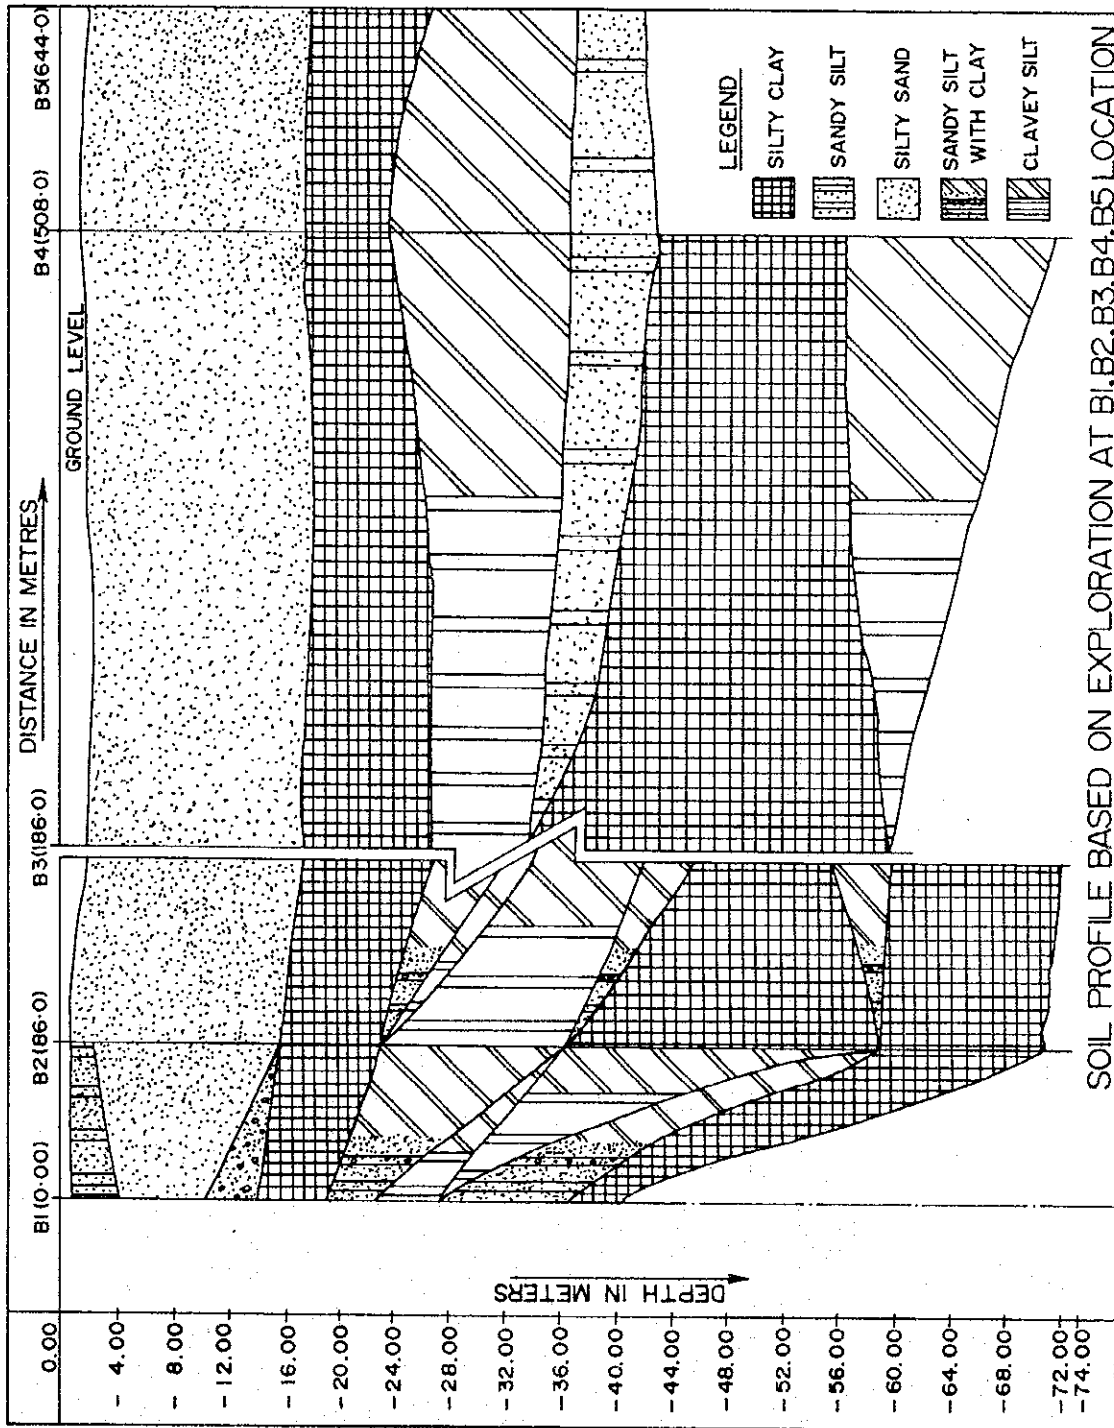 DISTANCE IN METRES
B1(0·00)
B2(86·0)
B3(186·0)
B4(508·0)
B5(644·0)
GROUND LEVEL
0.00
- 4.00
- 8.00
- 12.00
- 16.00
- 20.00
- 24.00
- 28.00
- 32.00
- 36.00
- 40.00
- 44.00
- 48.00
- 52.00
- 56.00
- 60.00
- 64.00
- 68.00
- 72.00
- 74.00
DEPTH IN METERS
LEGEND
SILTY CLAY
SANDY SILT
SILTY SAND
SANDY SILT
WITH CLAY
CLAVEY SILT
SOIL PROFILE BASED ON EXPLORATION AT B1.B2.B3.B4.B5 LOCATION